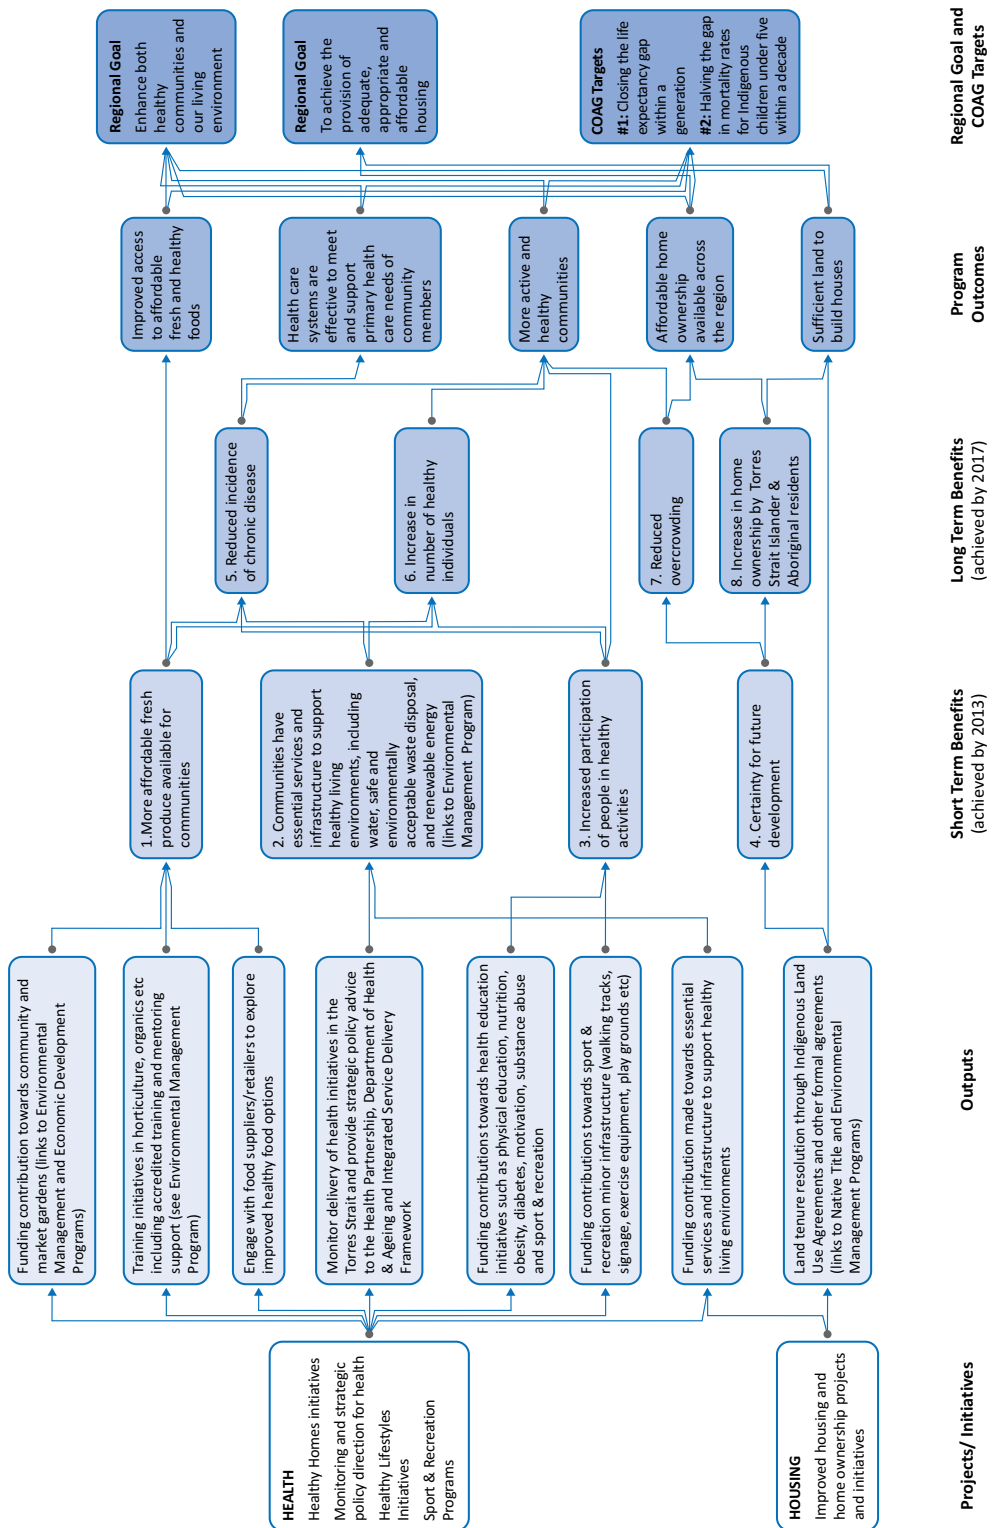 HEALTH
Healthy Homes initiatives
Monitoring and strategic
policy direction for health
Healthy Lifestyles
Initiatives
Sport & Recreation
Programs
HOUSING
Improved housing and
home ownership projects
and initiatives
Projects/ Initiatives
Funding contribution towards community and
market gardens (links to Environmental
Management and Economic Development
Programs)
Training initiatives in horticulture, organics etc
including accredited training and mentoring
support (see Environmental Management
Program)
Engage with food suppliers/retailers to explore
improved healthy food options
Monitor delivery of health initiatives in the
Torres Strait and provide strategic policy advice
to the Health Partnership, Department of Health
& Ageing and Integrated Service Delivery
Framework
Funding contributions towards health education
initiatives such as physical education, nutrition,
obesity, diabetes, motivation, substance abuse
and sport & recreation
Funding contributions towards sport &
recreation minor infrastructure (walking tracks,
signage, exercise equipment, play grounds etc)
Funding contribution made towards essential
services and infrastructure to support healthy
living environments
Land tenure resolution through Indigenous Land
Use Agreements and other formal agreements
(links to Native Title and Environmental
Management Programs)
Outputs
1.More affordable fresh
produce available for
communities
2. Communities have
essential services and
infrastructure to support
healthy living
environments, including
water, safe and
environmentally
acceptable waste disposal,
and renewable energy
(links to Environmental
Management Program)
3. Increased participation
of people in healthy
activities
4. Certainty for future
development
Short Term Benefits
(achieved by 2013)
5. Reduced incidence
of chronic disease
6. Increase in
number of healthy
individuals
7. Reduced
overcrowding
8. Increase in home
ownership by Torres
Strait Islander &
Aboriginal residents
Long Term Benefits
(achieved by 2017)
Improved access
to affordable
fresh and healthy
foods
Health care
systems are
effective to meet
and support
primary health
care needs of
community
members
More active and
healthy
communities
Affordable home
ownership
available across
the region
Sufficient land to
build houses
Program
Outcomes
Regional Goal
Enhance both
healthy
communities and
our living
environment
Regional Goal
To achieve the
provision of
adequate,
appropriate and
affordable
housing
COAG Targets
#1: Closing the life
expectancy gap
within a
generation
#2: Halving the gap
in mortality rates
for Indigenous
children under five
within a decade
Regional Goal and
COAG Targets